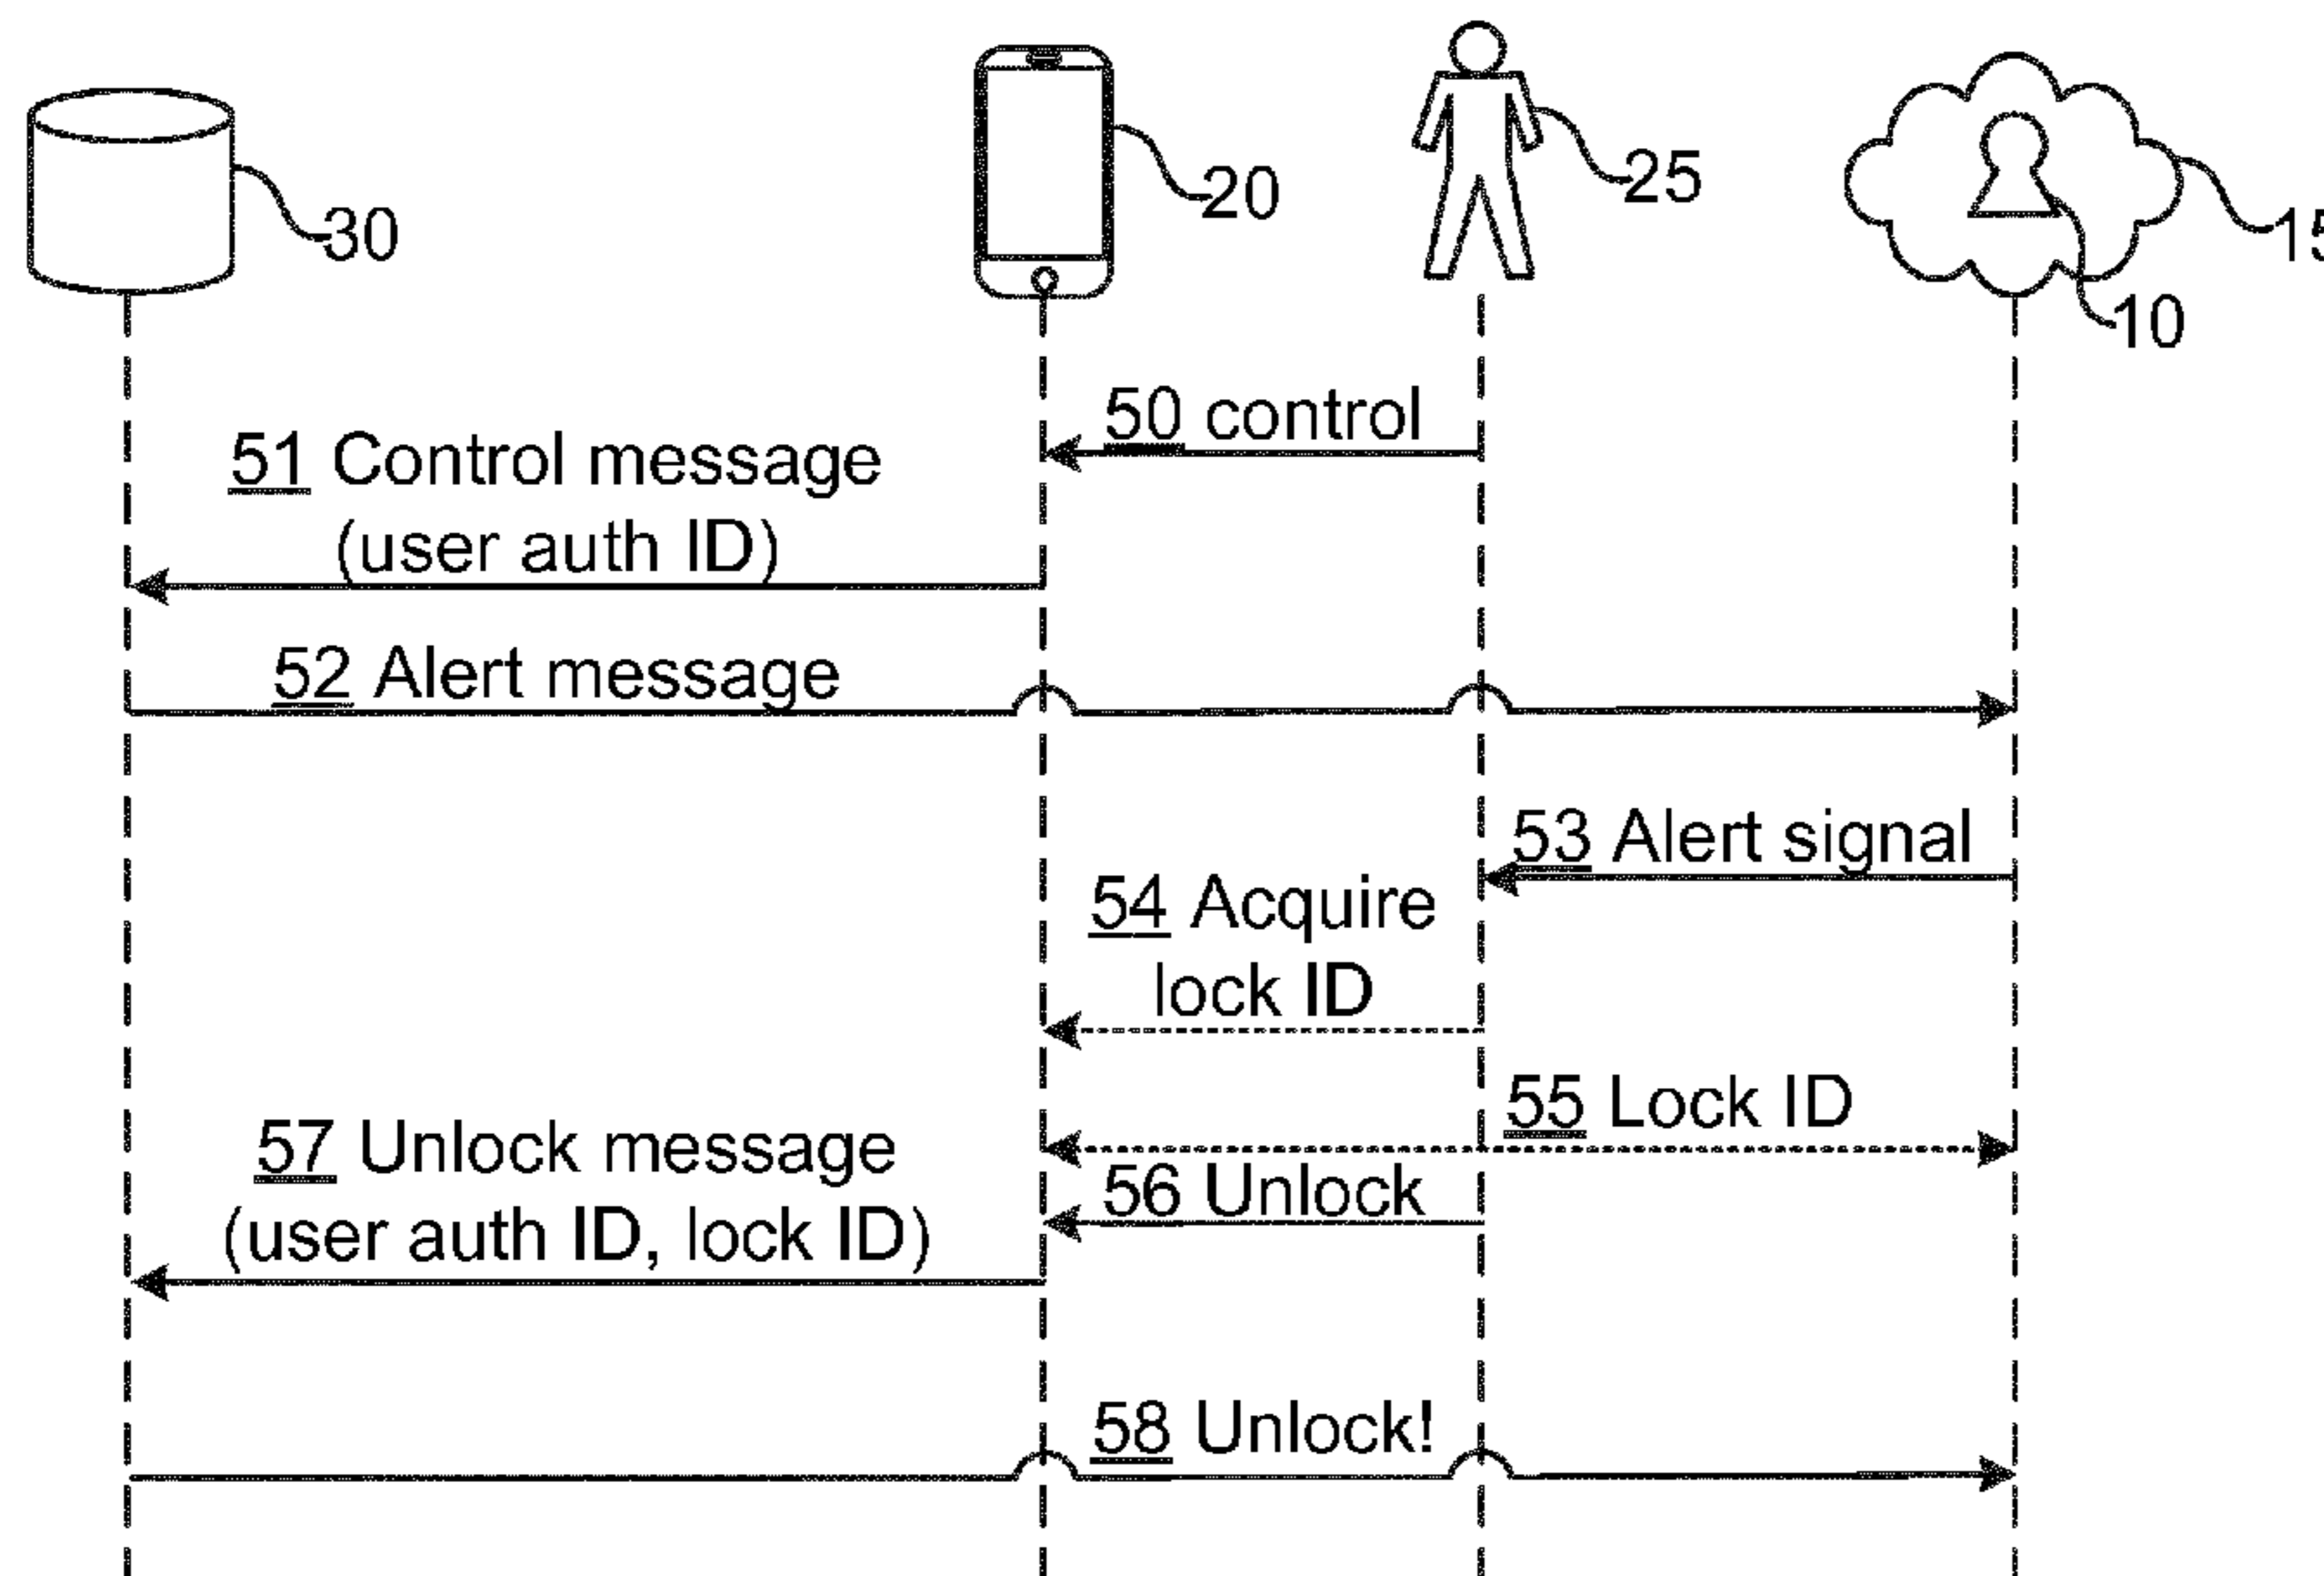 30
20
25
15
10
50 control
51 Control message
(user auth ID)
52 Alert message
53 Alert signal
54 Acquire
lock ID
55 Lock ID
57 Unlock message
(user auth ID, lock ID)
56 Unlock
58 Unlock!